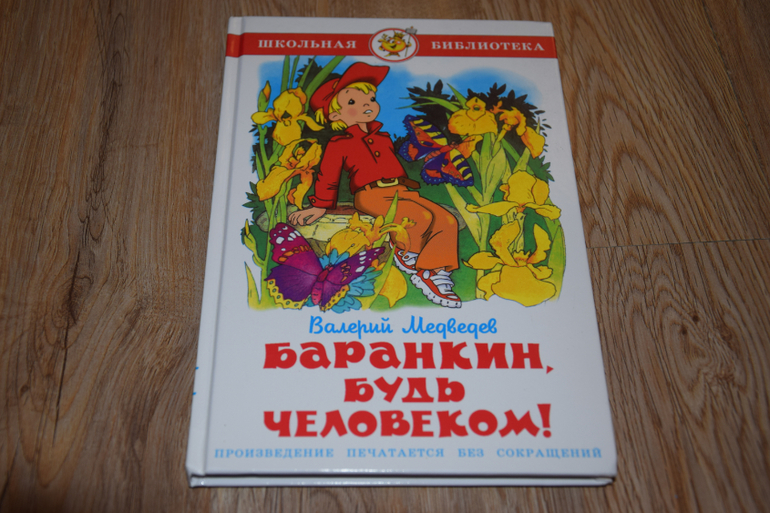 ШКОЛЬНАЯ БИБЛИОТЕКА
Валерий Медведев
БАРАНКИН,
БУДЬ
ЧЕЛОВЕКОМ!
ПРОИЗВЕДЕНИЕ ПЕЧАТАЕТСЯ БЕЗ СОКРАЩЕНИЙ